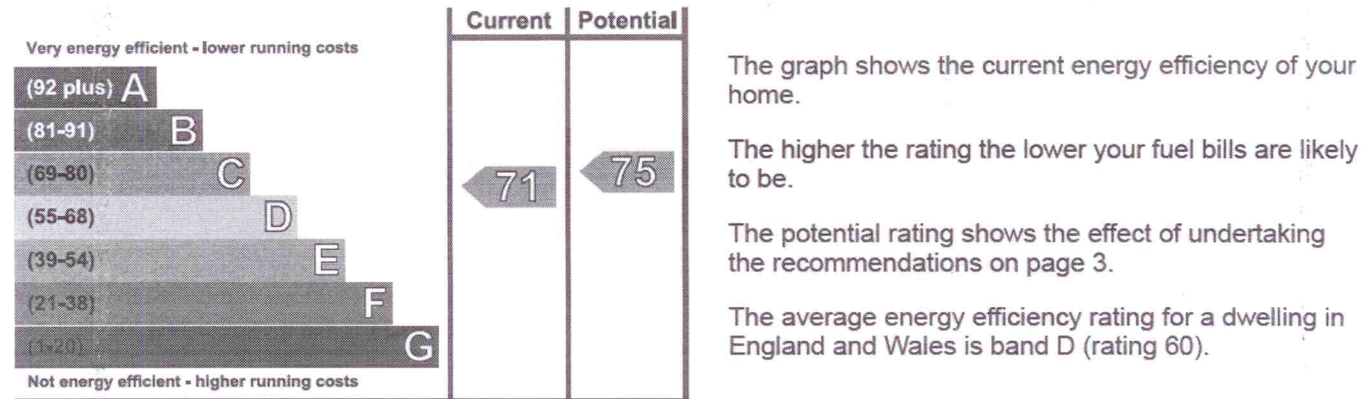 Current Potential
Very energy efficient - lower running costs
(92 plus) A
(81-91) B
(69-80) C
(55-68) D
(39-54) E
(21-38) F
(1-20) G
71
75
Not energy efficient - higher running costs
The graph shows the current energy efficiency of your
home.
The higher the rating the lower your fuel bills are likely
to be.
The potential rating shows the effect of undertaking
the recommendations on page 3.
The average energy efficiency rating for a dwelling in
England and Wales is band D (rating 60).